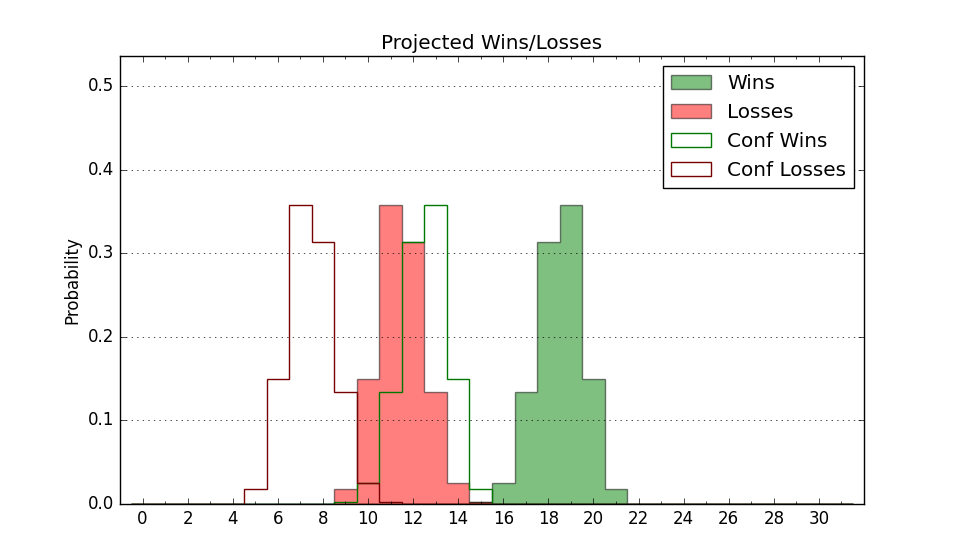 Projected Wins/Losses
Probability
0.5
0.4
0.3
0.2
0.1
0.0
0 2 4 6 8 10 12 14 16 18 20 22 24 26 28 30
Wins
Losses
Conf Wins
Conf Losses